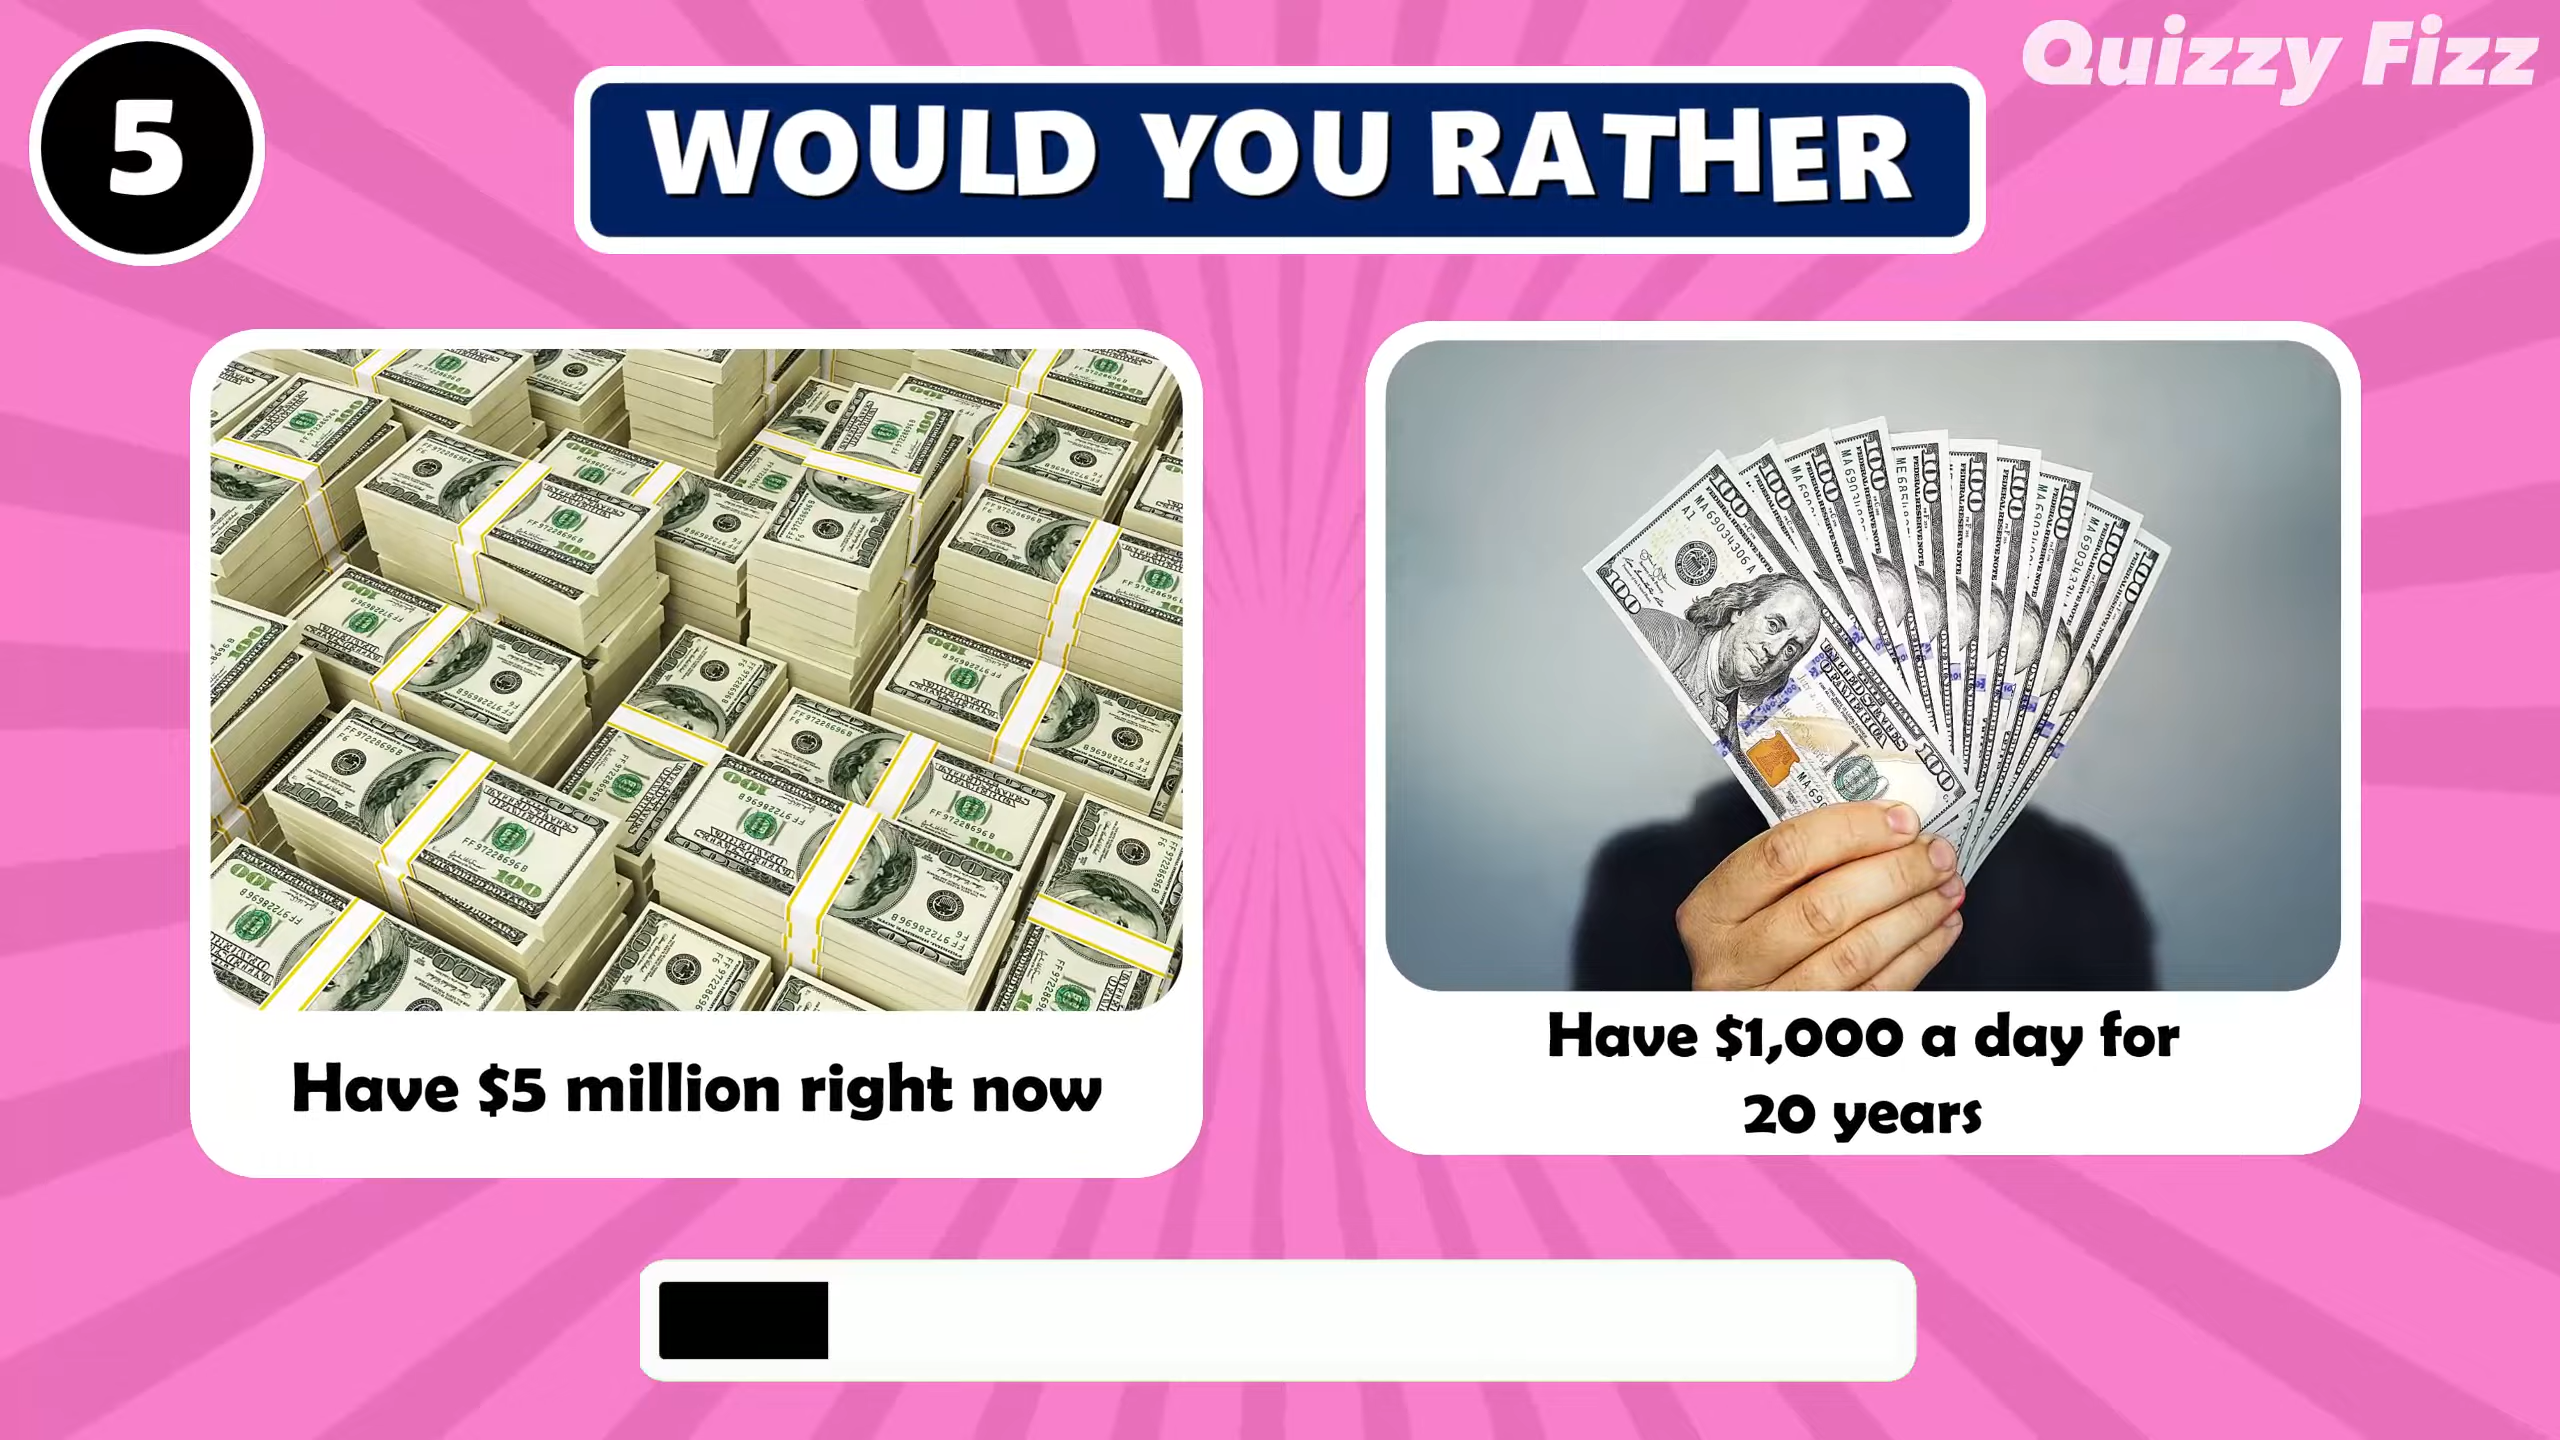 5
WOULD YOU RATHER
Quizzy Fizz
Have $5 million right now
Have $1,000 a day for
20 years